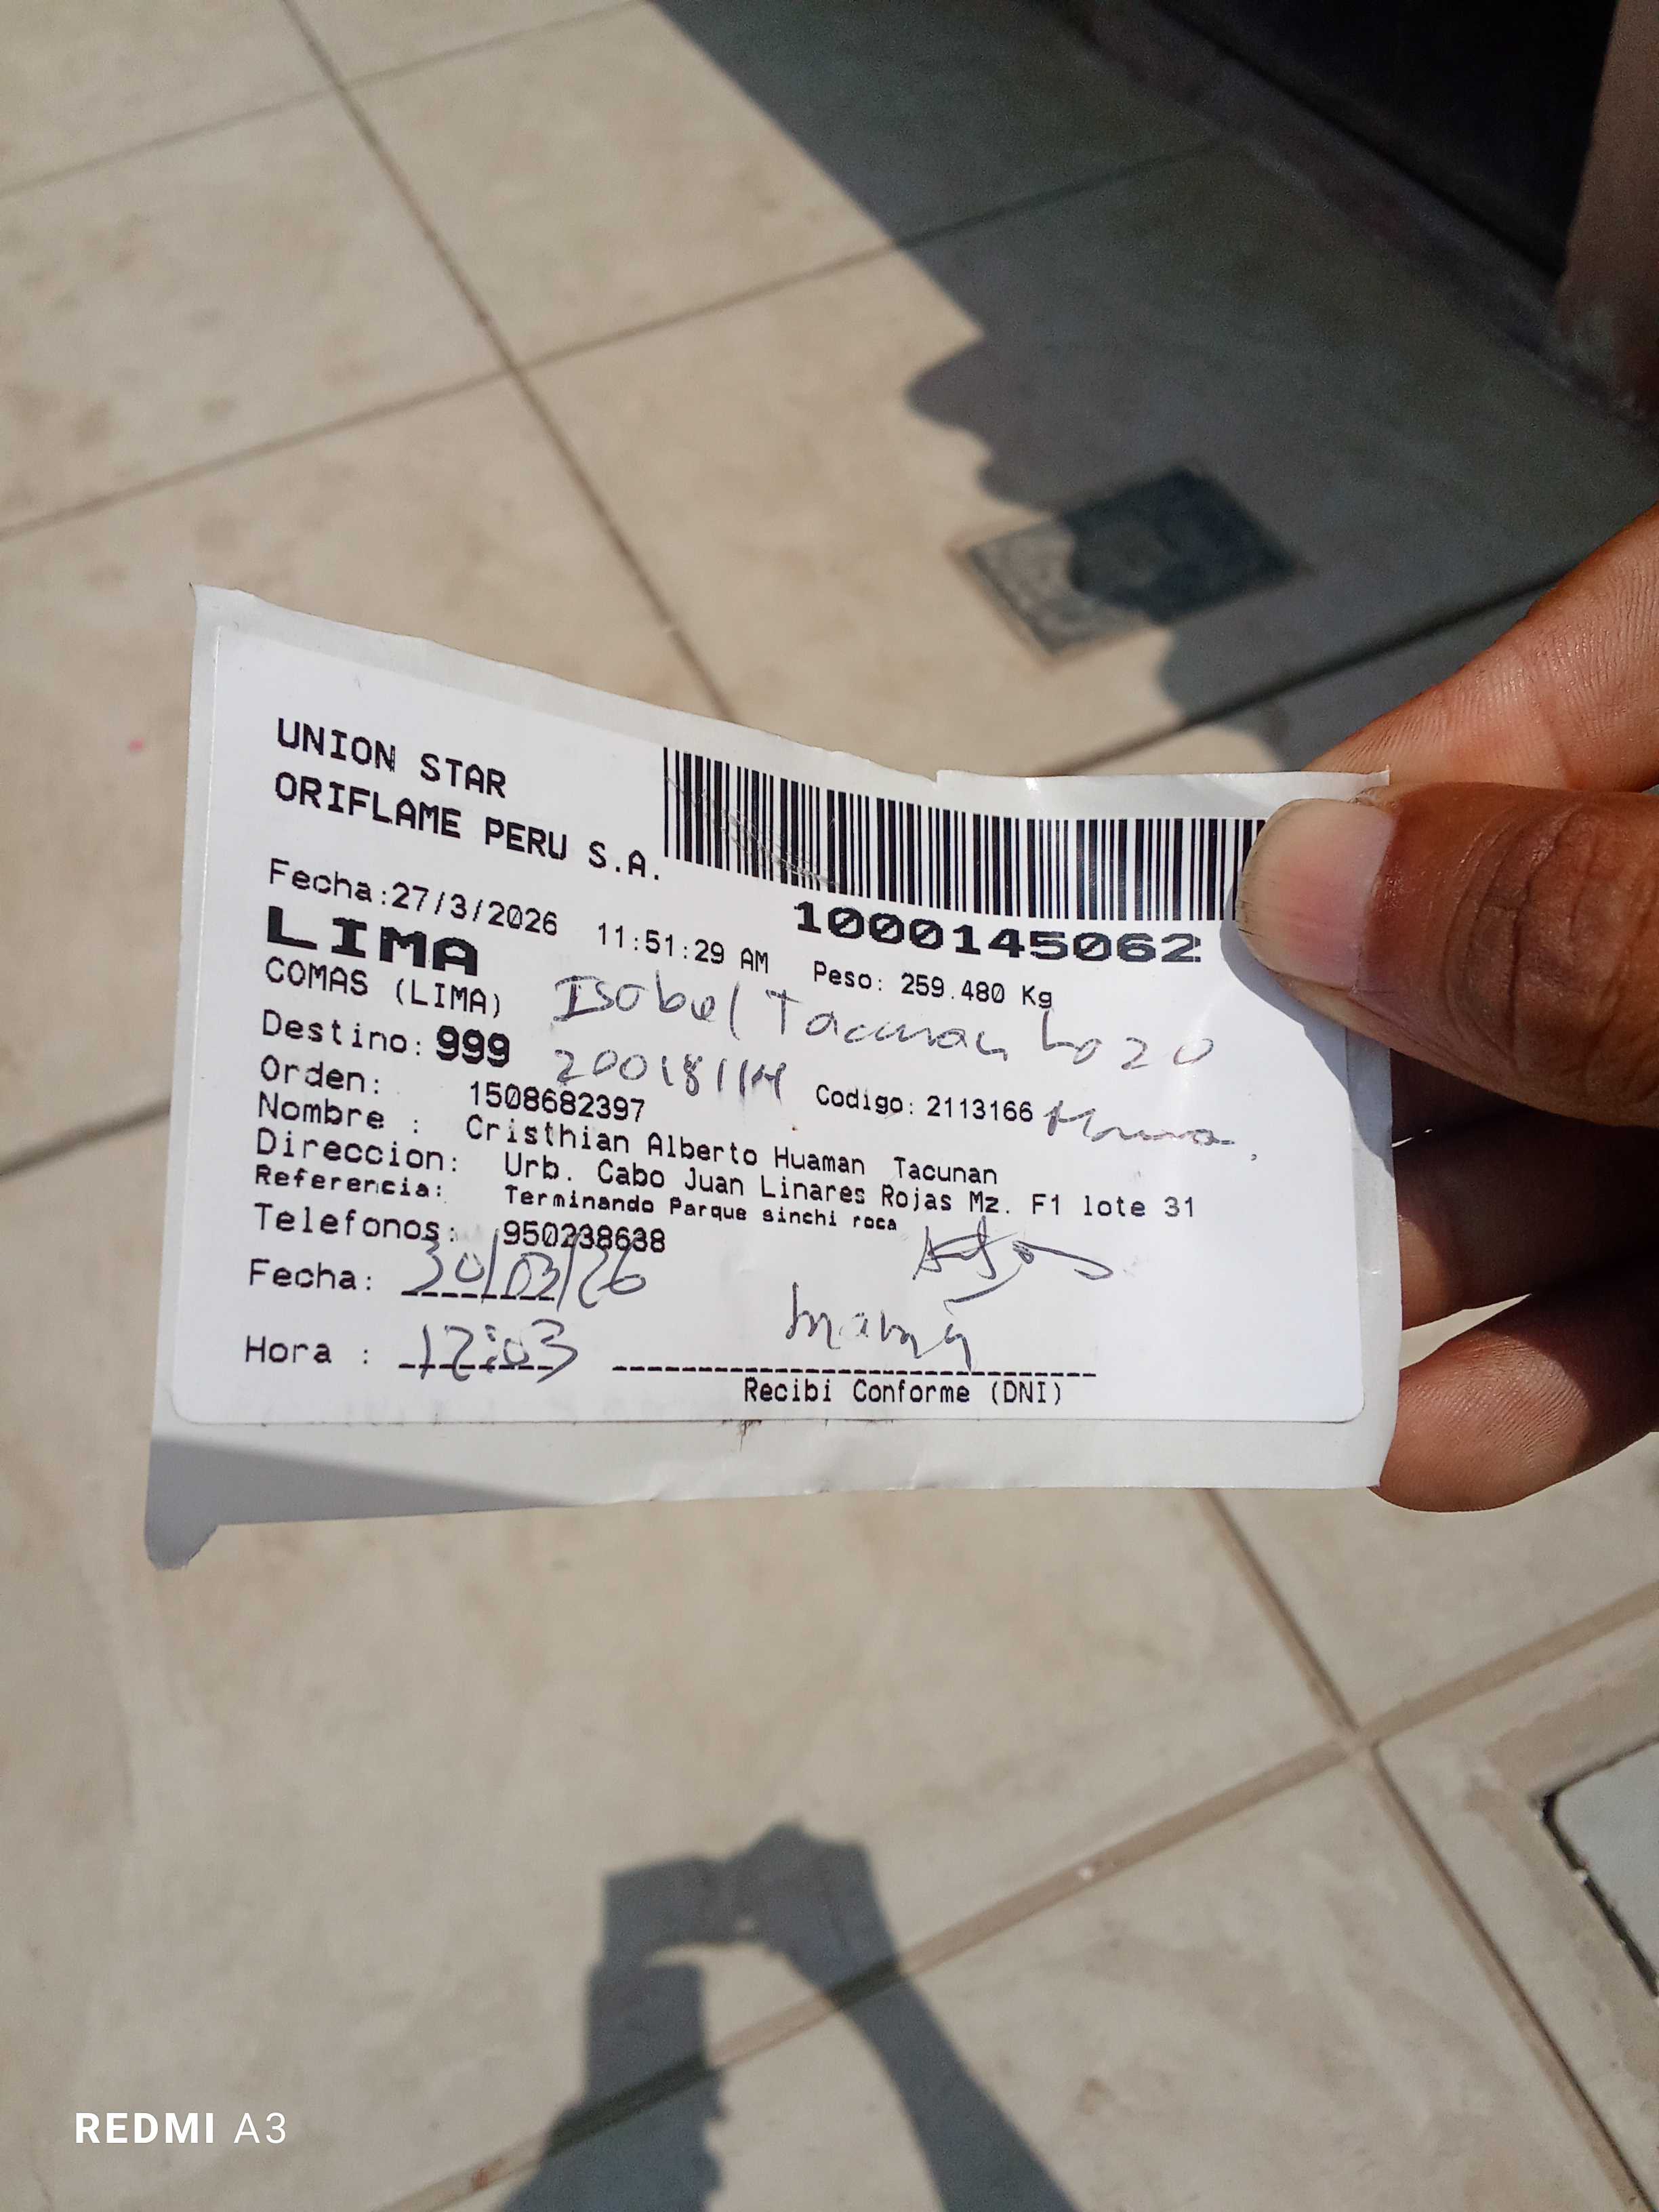 UNION STAR
ORIFLAME PERU S.A.
1000145062
Fecha:27/3/2026 11:51:29 AM Peso: 259.480 Kg
LIMA
COMAS (LIMA) Isabel Tacunan Lozo
Destino: 999
Orden: 1508682397 Codigo: 2113166
Nombre : Cristhian Alberto Huaman Tacunan
Direccion: Urb. Cabo Juan Linares Rojas Mz. F1 lote 31
Referencia: Terminando Parque sinchi roca
Telefonos: 950238638
Fecha: 30/03/26
Hora : 12:03 mamá
Recibi Conforme (DNI)
REDMI A3